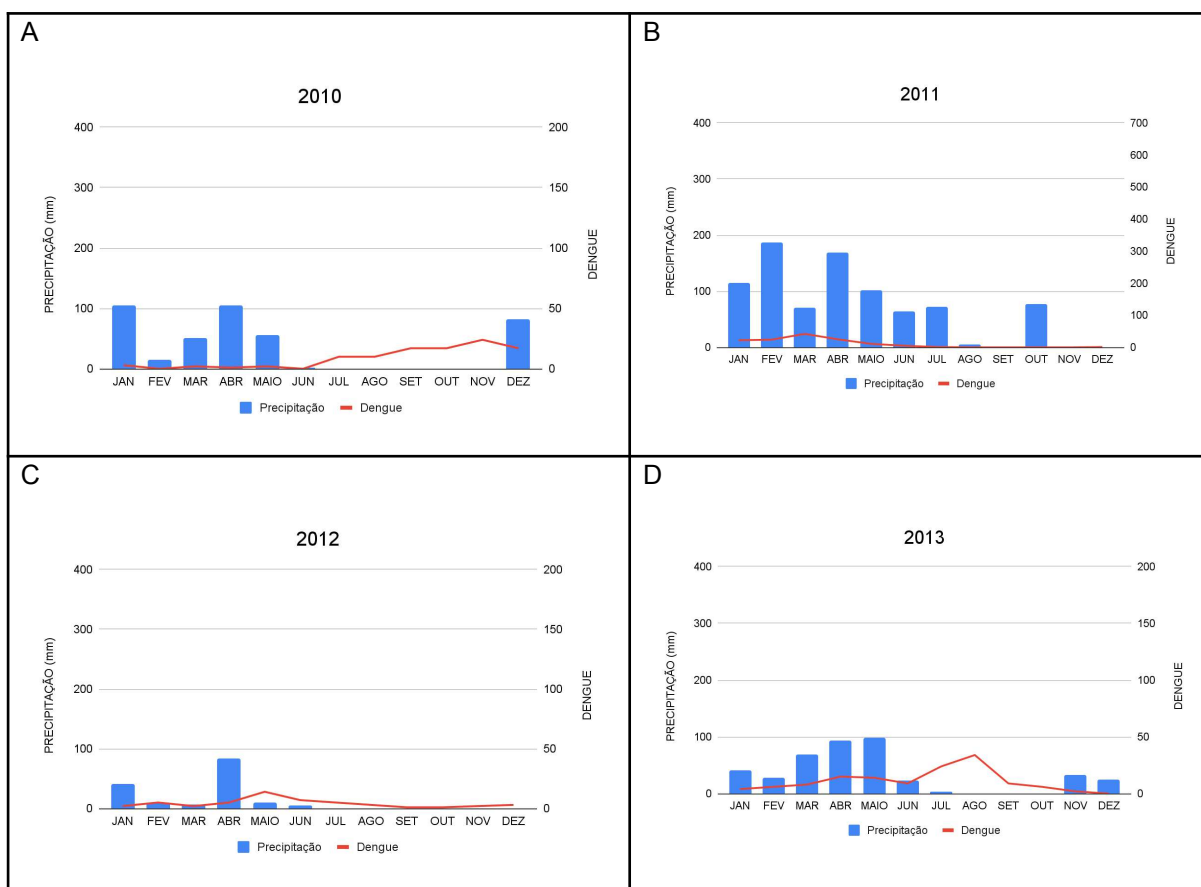 A
2010
PRECIPITAÇÃO (mm)
400
300
200
100
0
200
150
100
50
0
DENGUE
JAN FEV MAR ABR MAIO JUN JUL AGO SET OUT NOV DEZ
Precipitação Dengue
B
2011
PRECIPITAÇÃO (mm)
400
300
200
100
0
700
600
500
400
300
200
100
0
DENGUE
JAN FEV MAR ABR MAIO JUN JUL AGO SET OUT NOV DEZ
Precipitação Dengue
C
2012
PRECIPITAÇÃO (mm)
400
300
200
100
0
200
150
100
50
0
DENGUE
JAN FEV MAR ABR MAIO JUN JUL AGO SET OUT NOV DEZ
Precipitação Dengue
D
2013
PRECIPITAÇÃO (mm)
400
300
200
100
0
200
150
100
50
0
DENGUE
JAN FEV MAR ABR MAIO JUN JUL AGO SET OUT NOV DEZ
Precipitação Dengue